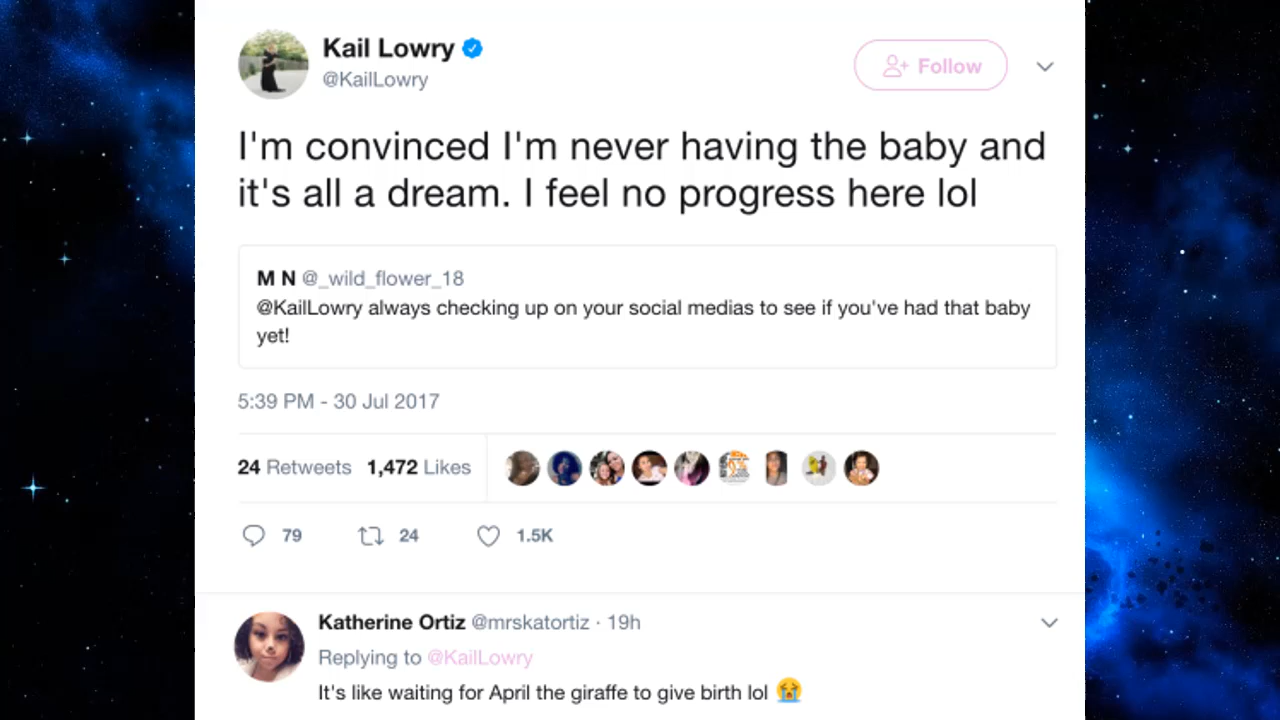 Kail Lowry
@KailLowry
Follow
I'm convinced I'm never having the baby and
it's all a dream. I feel no progress here lol
M N @_wild_flower_18
@KailLowry always checking up on your social medias to see if you've had that baby
yet!
5:39 PM - 30 Jul 2017
24 Retweets 1,472 Likes
79 24 1.5K
Katherine Ortiz @mrskatortiz · 19h
Replying to @KailLowry
It's like waiting for April the giraffe to give birth lol 😭